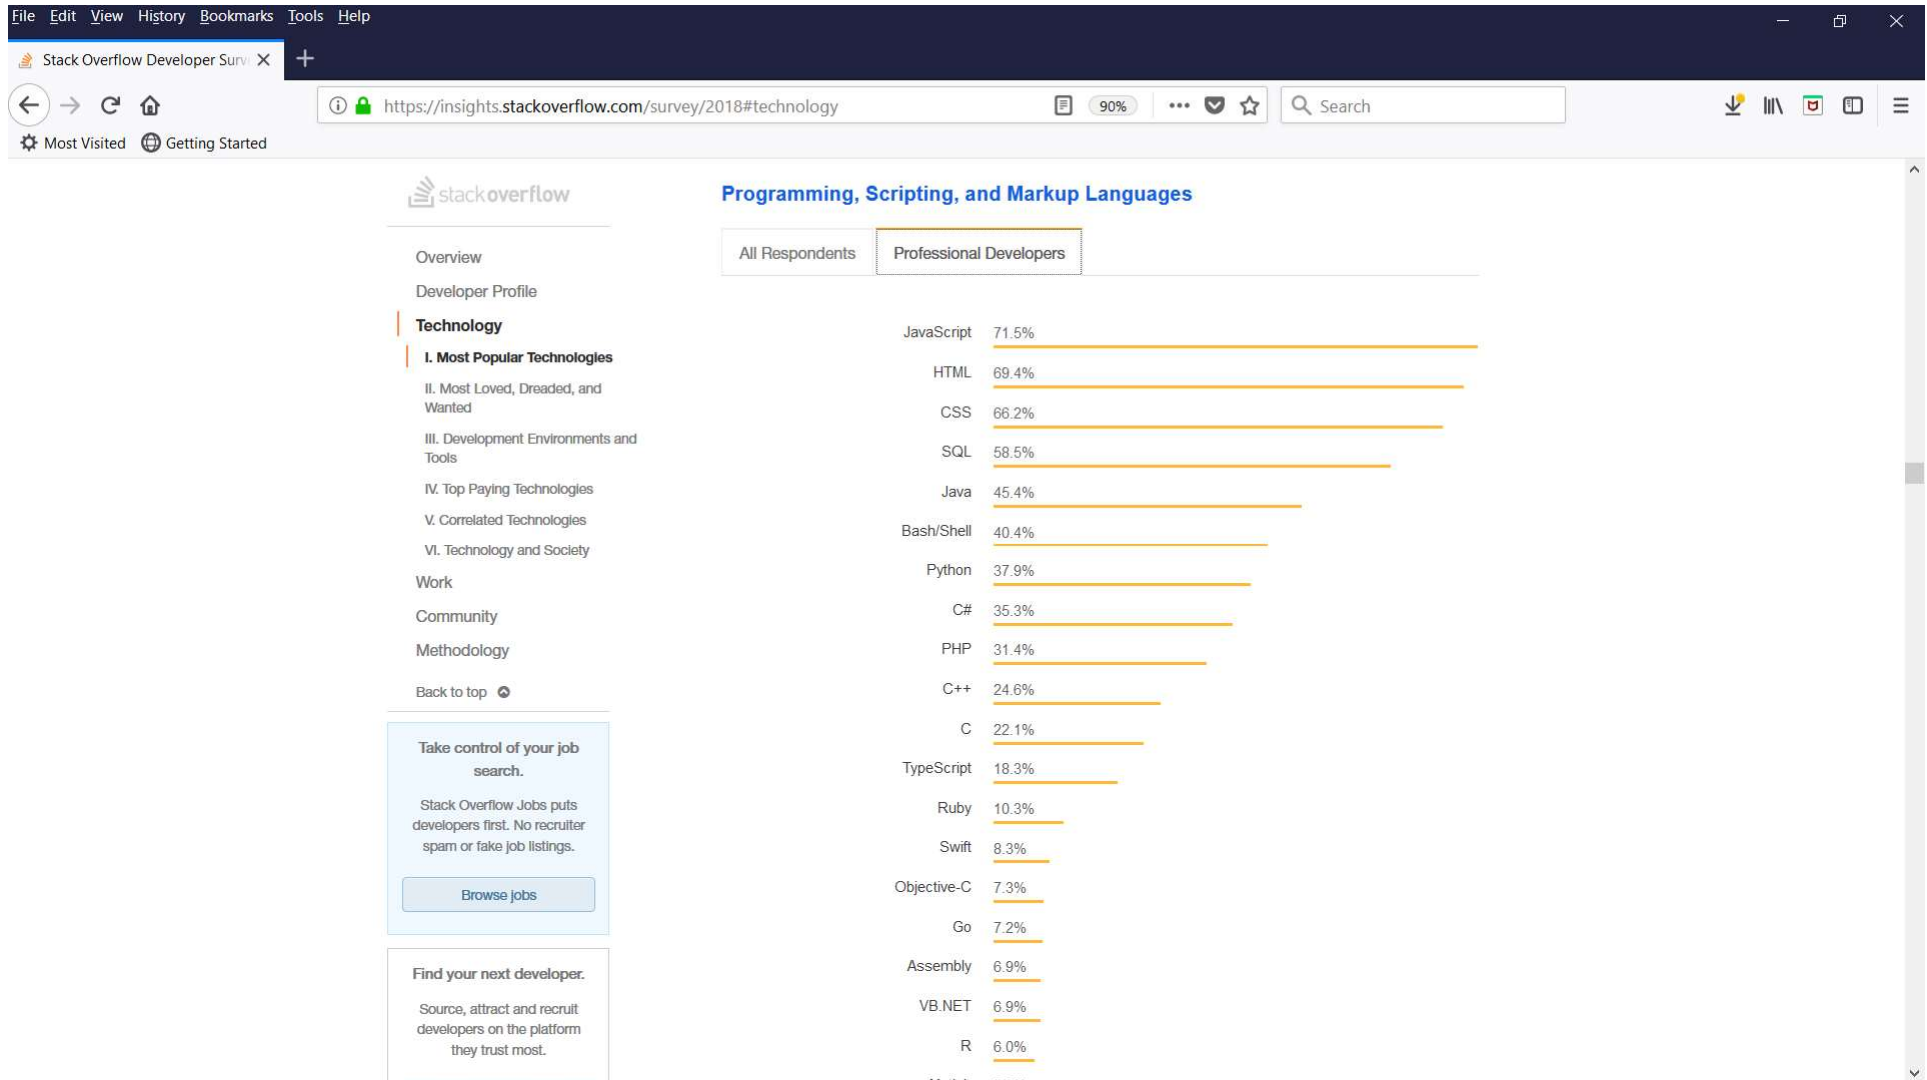 File Edit View History Bookmarks Tools Help
Stack Overflow Developer Surv
https://insights.stackoverflow.com/survey/2018#technology 90% Search
Most Visited Getting Started
stackoverflow
Overview
Developer Profile
Technology
I. Most Popular Technologies
II. Most Loved, Dreaded, and
Wanted
III. Development Environments and
Tools
IV. Top Paying Technologies
V. Correlated Technologies
VI. Technology and Society
Work
Community
Methodology
Back to top
Take control of your job
search.
Stack Overflow Jobs puts
developers first. No recruiter
spam or fake job listings.
Browse jobs
Find your next developer.
Source, attract and recruit
developers on the platform
they trust most.
Programming, Scripting, and Markup Languages
All Respondents Professional Developers
JavaScript 71.5%
HTML 69.4%
CSS 66.2%
SQL 58.5%
Java 45.4%
Bash/Shell 40.4%
Python 37.9%
C# 35.3%
PHP 31.4%
C++ 24.6%
C 22.1%
TypeScript 18.3%
Ruby 10.3%
Swift 8.3%
Objective-C 7.3%
Go 7.2%
Assembly 6.9%
VB.NET 6.9%
R 6.0%